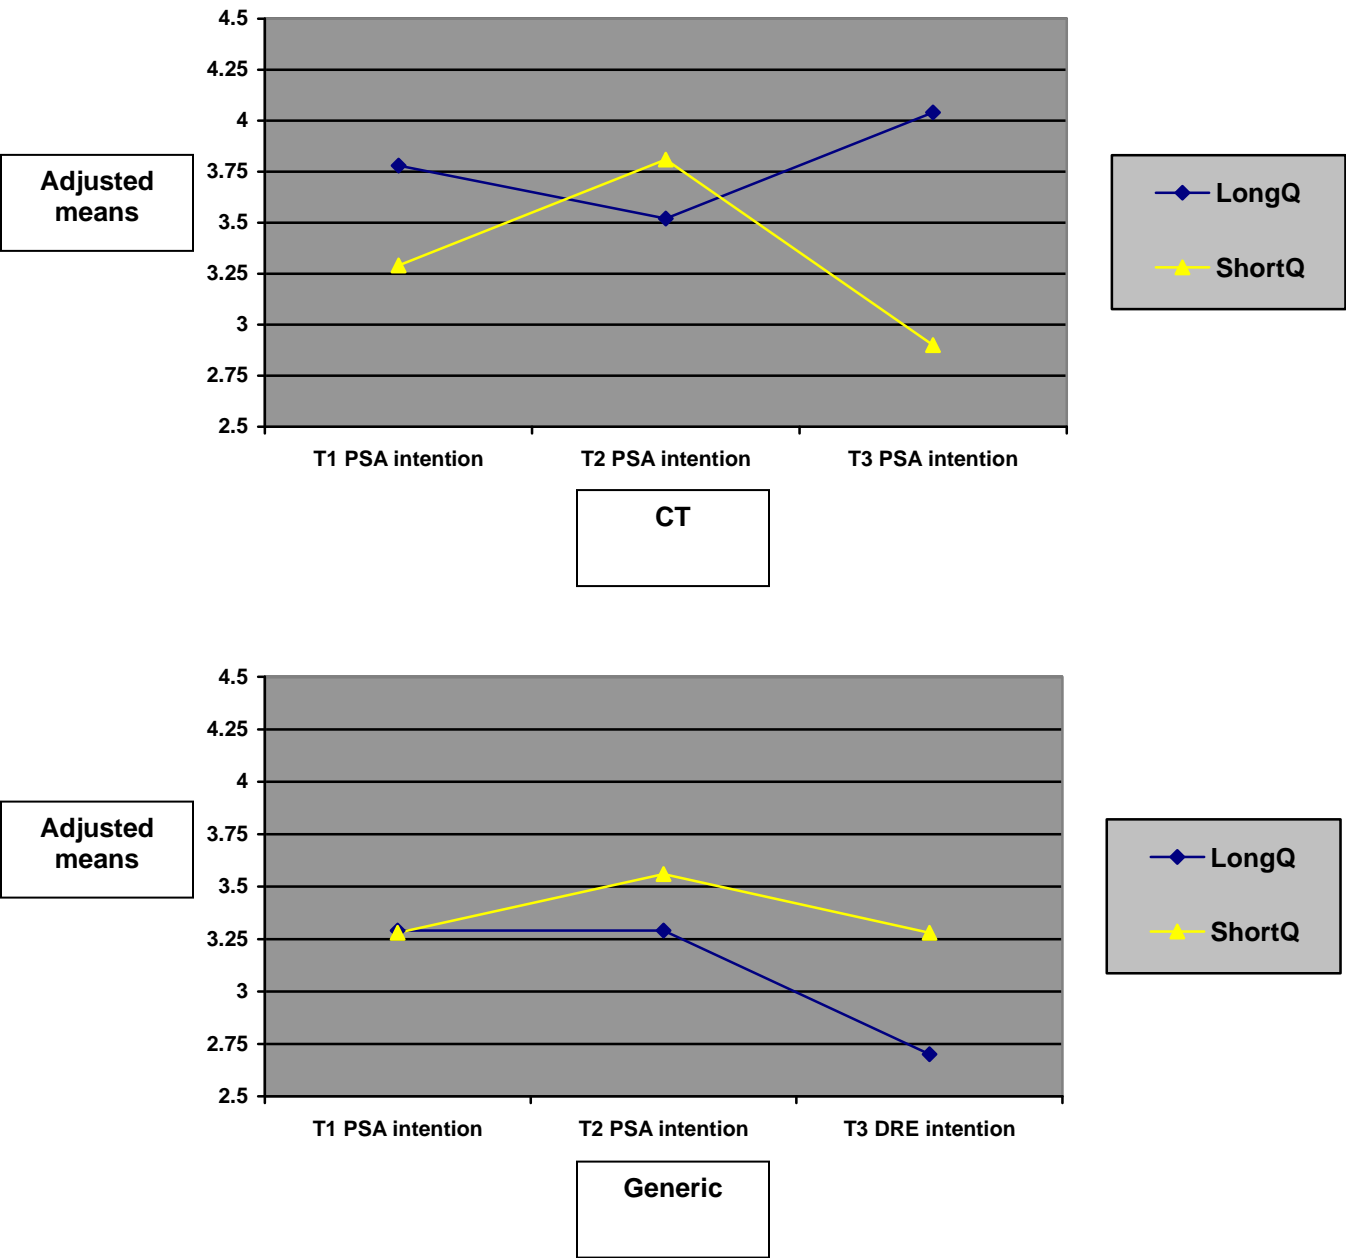 4.5
4.25
4
3.75
3.5
3.25
3
2.75
2.5
Adjusted
means
T1 PSA intention
T2 PSA intention
T3 PSA intention
CT
LongQ
ShortQ
4.5
4.25
4
3.75
3.5
3.25
3
2.75
2.5
Adjusted
means
T1 PSA intention
T2 PSA intention
T3 DRE intention
Generic
LongQ
ShortQ